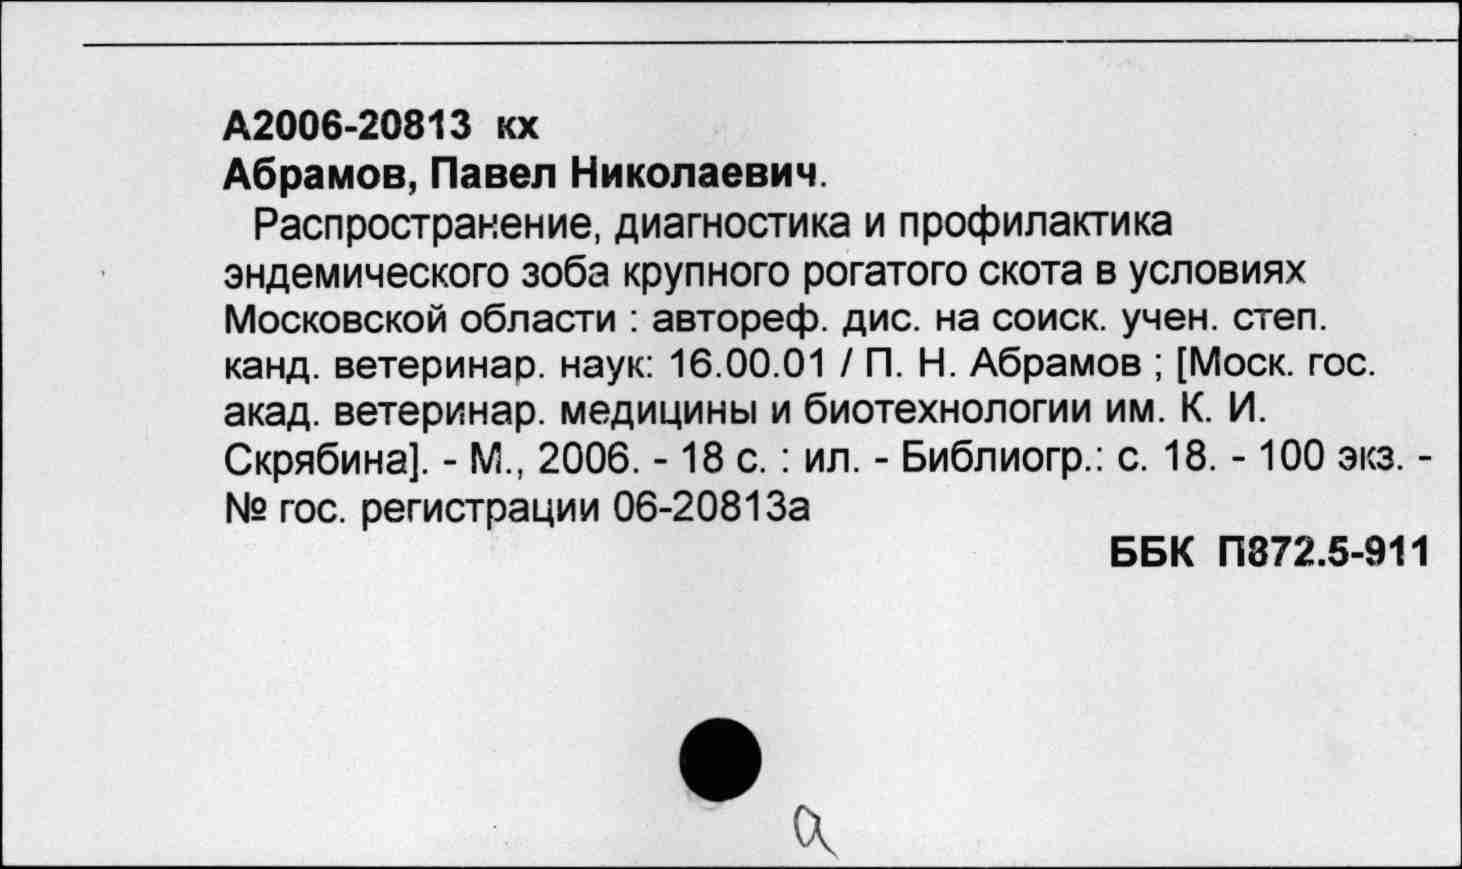 А2006-20813 кх
Абрамов, Павел Николаевич.
Распространение, диагностика и профилактика
эндемического зоба крупного рогатого скота в условиях
Московской области : автореф. дис. на соиск. учен. степ.
канд. ветеринар. наук: 16.00.01 / П. Н. Абрамов ; [Моск. гос.
акад. ветеринар. медицины и биотехнологии им. К. И.
Скрябина]. - М., 2006. - 18 с. : ил. - Библиогр.: с. 18. - 100 экз. -
№ гос. регистрации 06-20813а
ББК П872.5-911
а